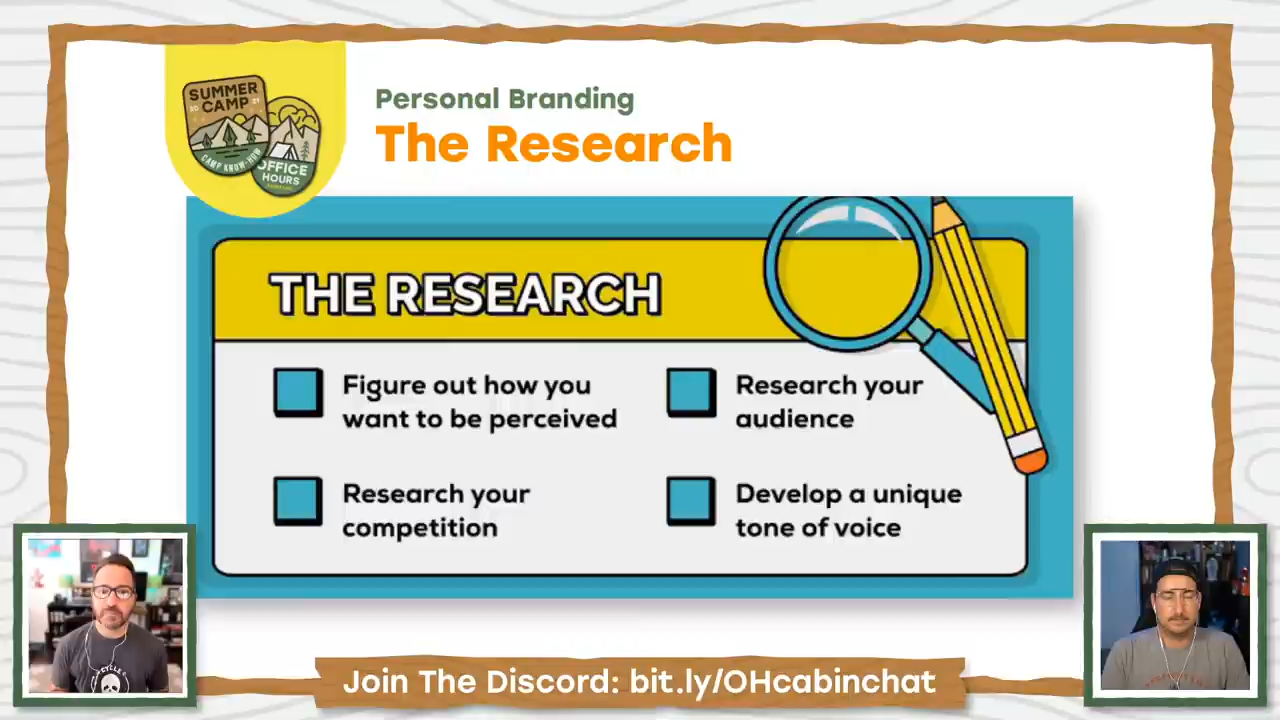 SUMMER
CAMP
20 21
CAMP KNOW-HOW
OFFICE
HOURS
Personal Branding
The Research
THE RESEARCH
Figure out how you
want to be perceived
Research your
audience
Research your
competition
Develop a unique
tone of voice
Join The Discord: bit.ly/OHcabinchat